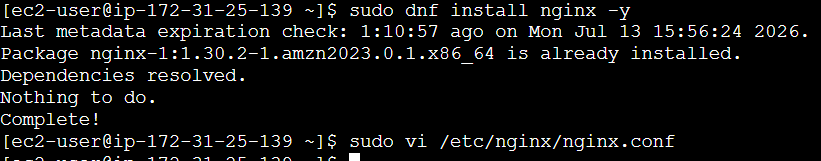 [ec2-user@ip-172-31-25-139 ~]$ sudo dnf install nginx -y
Last metadata expiration check: 1:10:57 ago on Mon Jul 13 15:56:24 2026.
Package nginx-1:1.30.2-1.amzn2023.0.1.x86_64 is already installed.
Dependencies resolved.
Nothing to do.
Complete!
[ec2-user@ip-172-31-25-139 ~]$ sudo vi /etc/nginx/nginx.conf